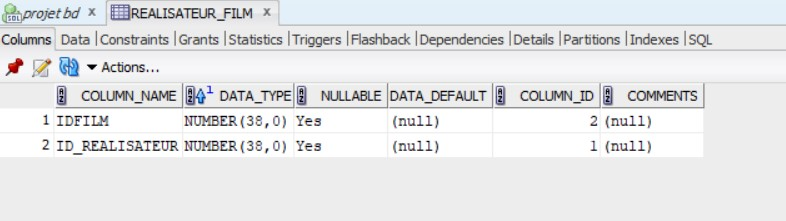 projet bd x REALISATEUR_FILM x
Columns Data Constraints Grants Statistics Triggers Flashback Dependencies Details Partitions Indexes SQL
Actions...
COLUMN_NAME 1 DATA_TYPE NULLABLE DATA_DEFAULT COLUMN_ID COMMENTS
1 IDFILM NUMBER(38,0) Yes (null) 2 (null)
2 ID_REALISATEUR NUMBER(38,0) Yes (null) 1 (null)